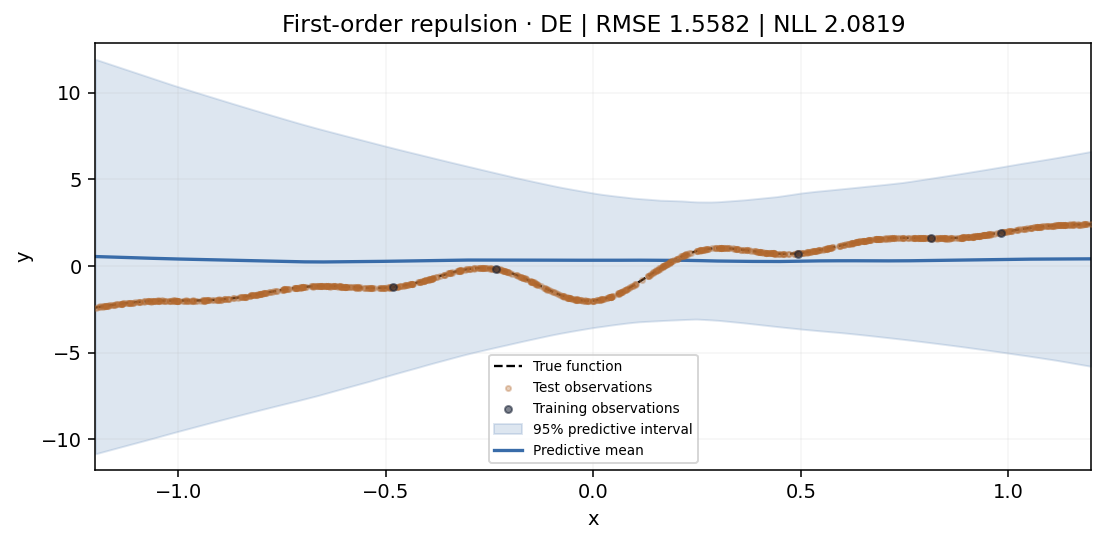 First-order repulsion · DE | RMSE 1.5582 | NLL 2.0819
y
10
5
0
−5
−10
True function
Test observations
Training observations
95% predictive interval
Predictive mean
−1.0
−0.5
0.0
0.5
1.0
x